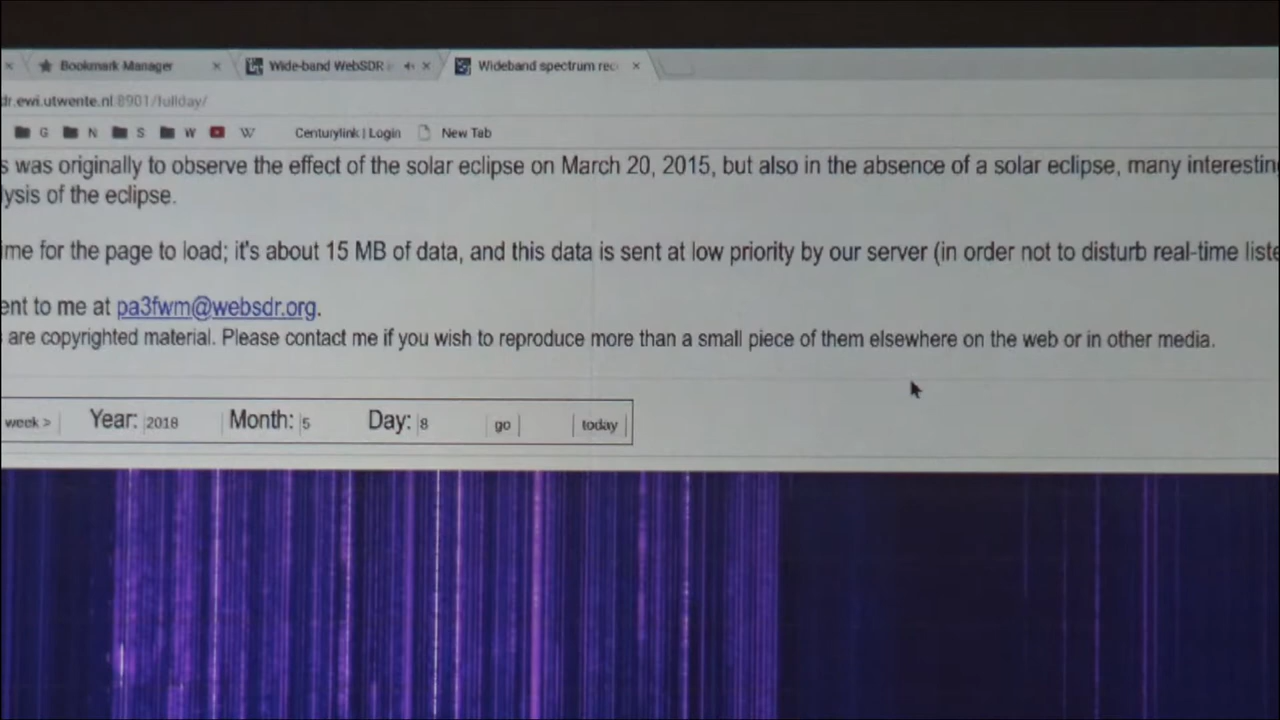 Bookmark Manager Wide-band WebSDR Wideband spectrum rec
dr.ewi.utwente.nl:8901/fullday/
G N S W W Centurylink | Login New Tab
s was originally to observe the effect of the solar eclipse on March 20, 2015, but also in the absence of a solar eclipse, many interestin
lysis of the eclipse.
me for the page to load; it's about 15 MB of data, and this data is sent at low priority by our server (in order not to disturb real-time liste
ent to me at pa3fwm@websdr.org.
s are copyrighted material. Please contact me if you wish to reproduce more than a small piece of them elsewhere on the web or in other media.
week > Year: 2018 Month: 5 Day: 8 go today